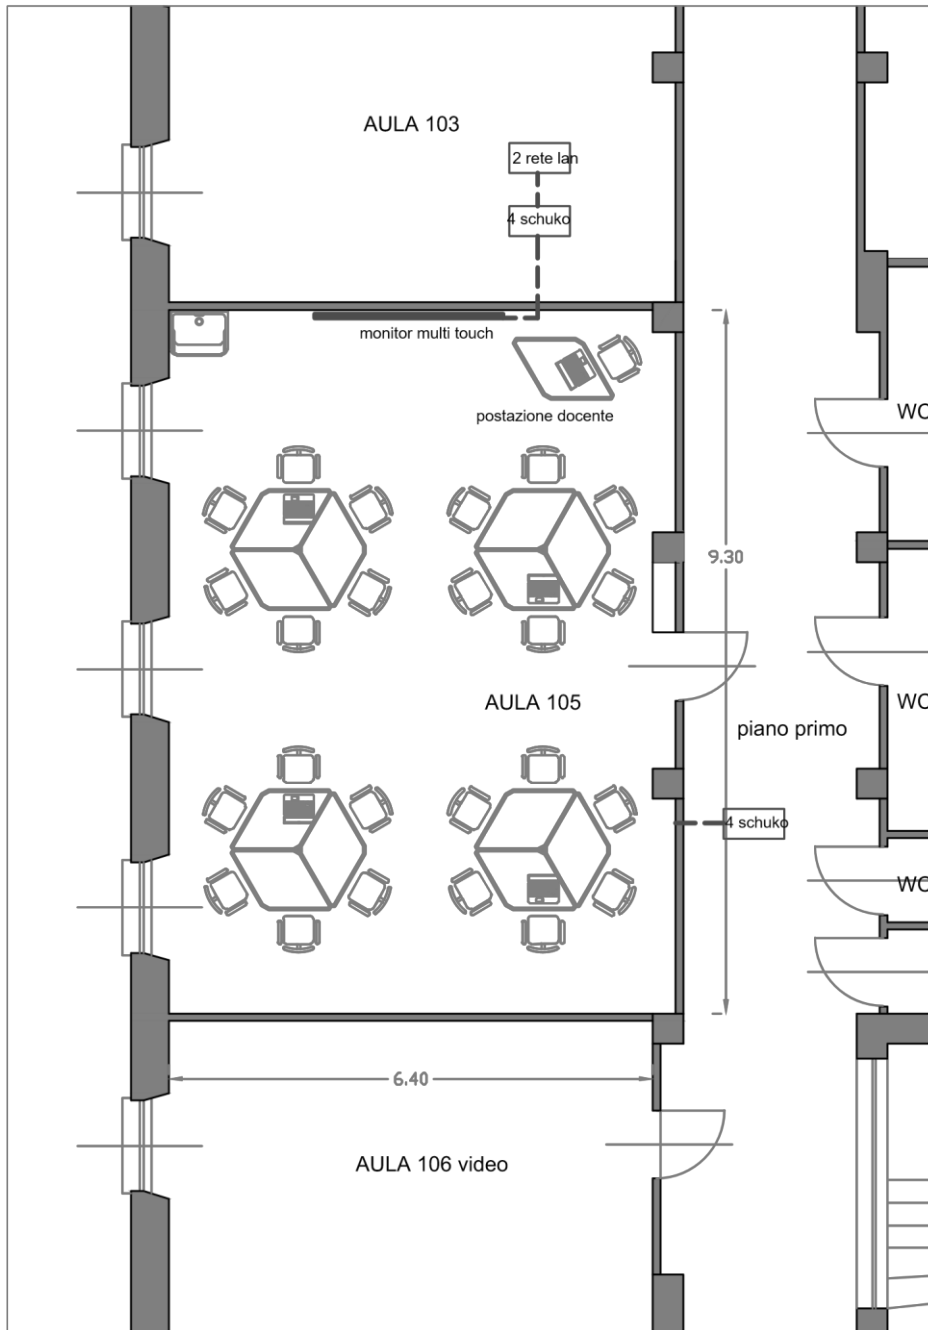 AULA 103
2 rete lan
4 schuko
monitor multi touch
postazione docente
WC
9.30
AULA 105
WC
piano primo
4 schuko
WC
6.40
AULA 106 video